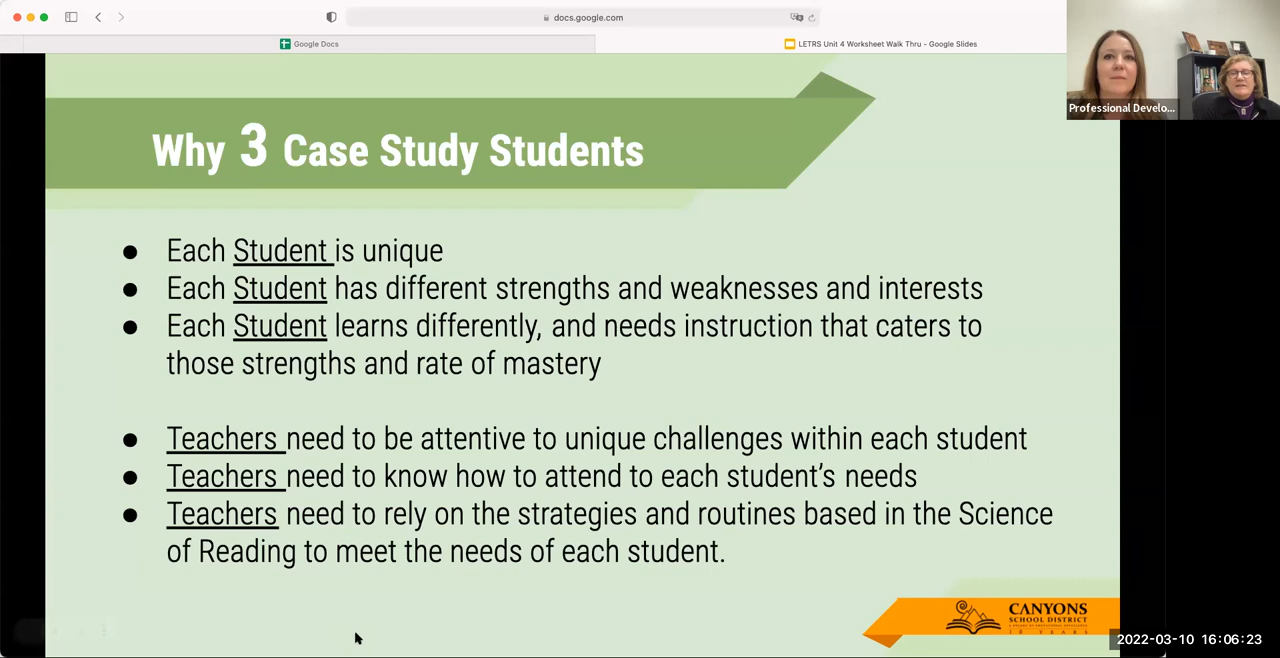 docs.google.com
Google Docs
LETRS Unit 4 Worksheet Walk Thru - Google Slides
Professional Develo...
Why 3 Case Study Students
● Each Student is unique
● Each Student has different strengths and weaknesses and interests
● Each Student learns differently, and needs instruction that caters to
those strengths and rate of mastery
● Teachers need to be attentive to unique challenges within each student
● Teachers need to know how to attend to each student's needs
● Teachers need to rely on the strategies and routines based in the Science
of Reading to meet the needs of each student.
CANYONS
SCHOOL DISTRICT
2022-03-10 16:06:23